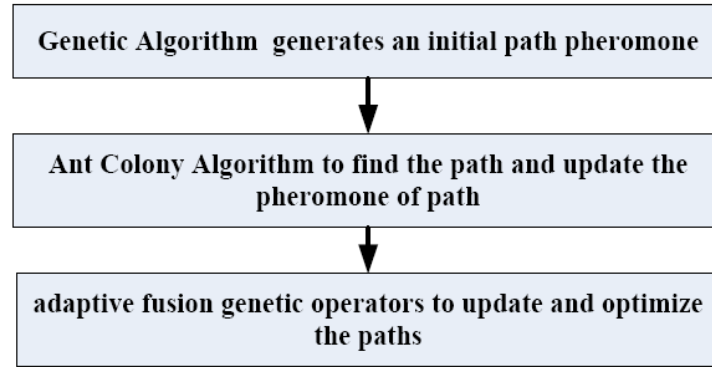 Genetic Algorithm generates an initial path pheromone
Ant Colony Algorithm to find the path and update the
pheromone of path
adaptive fusion genetic operators to update and optimize
the paths